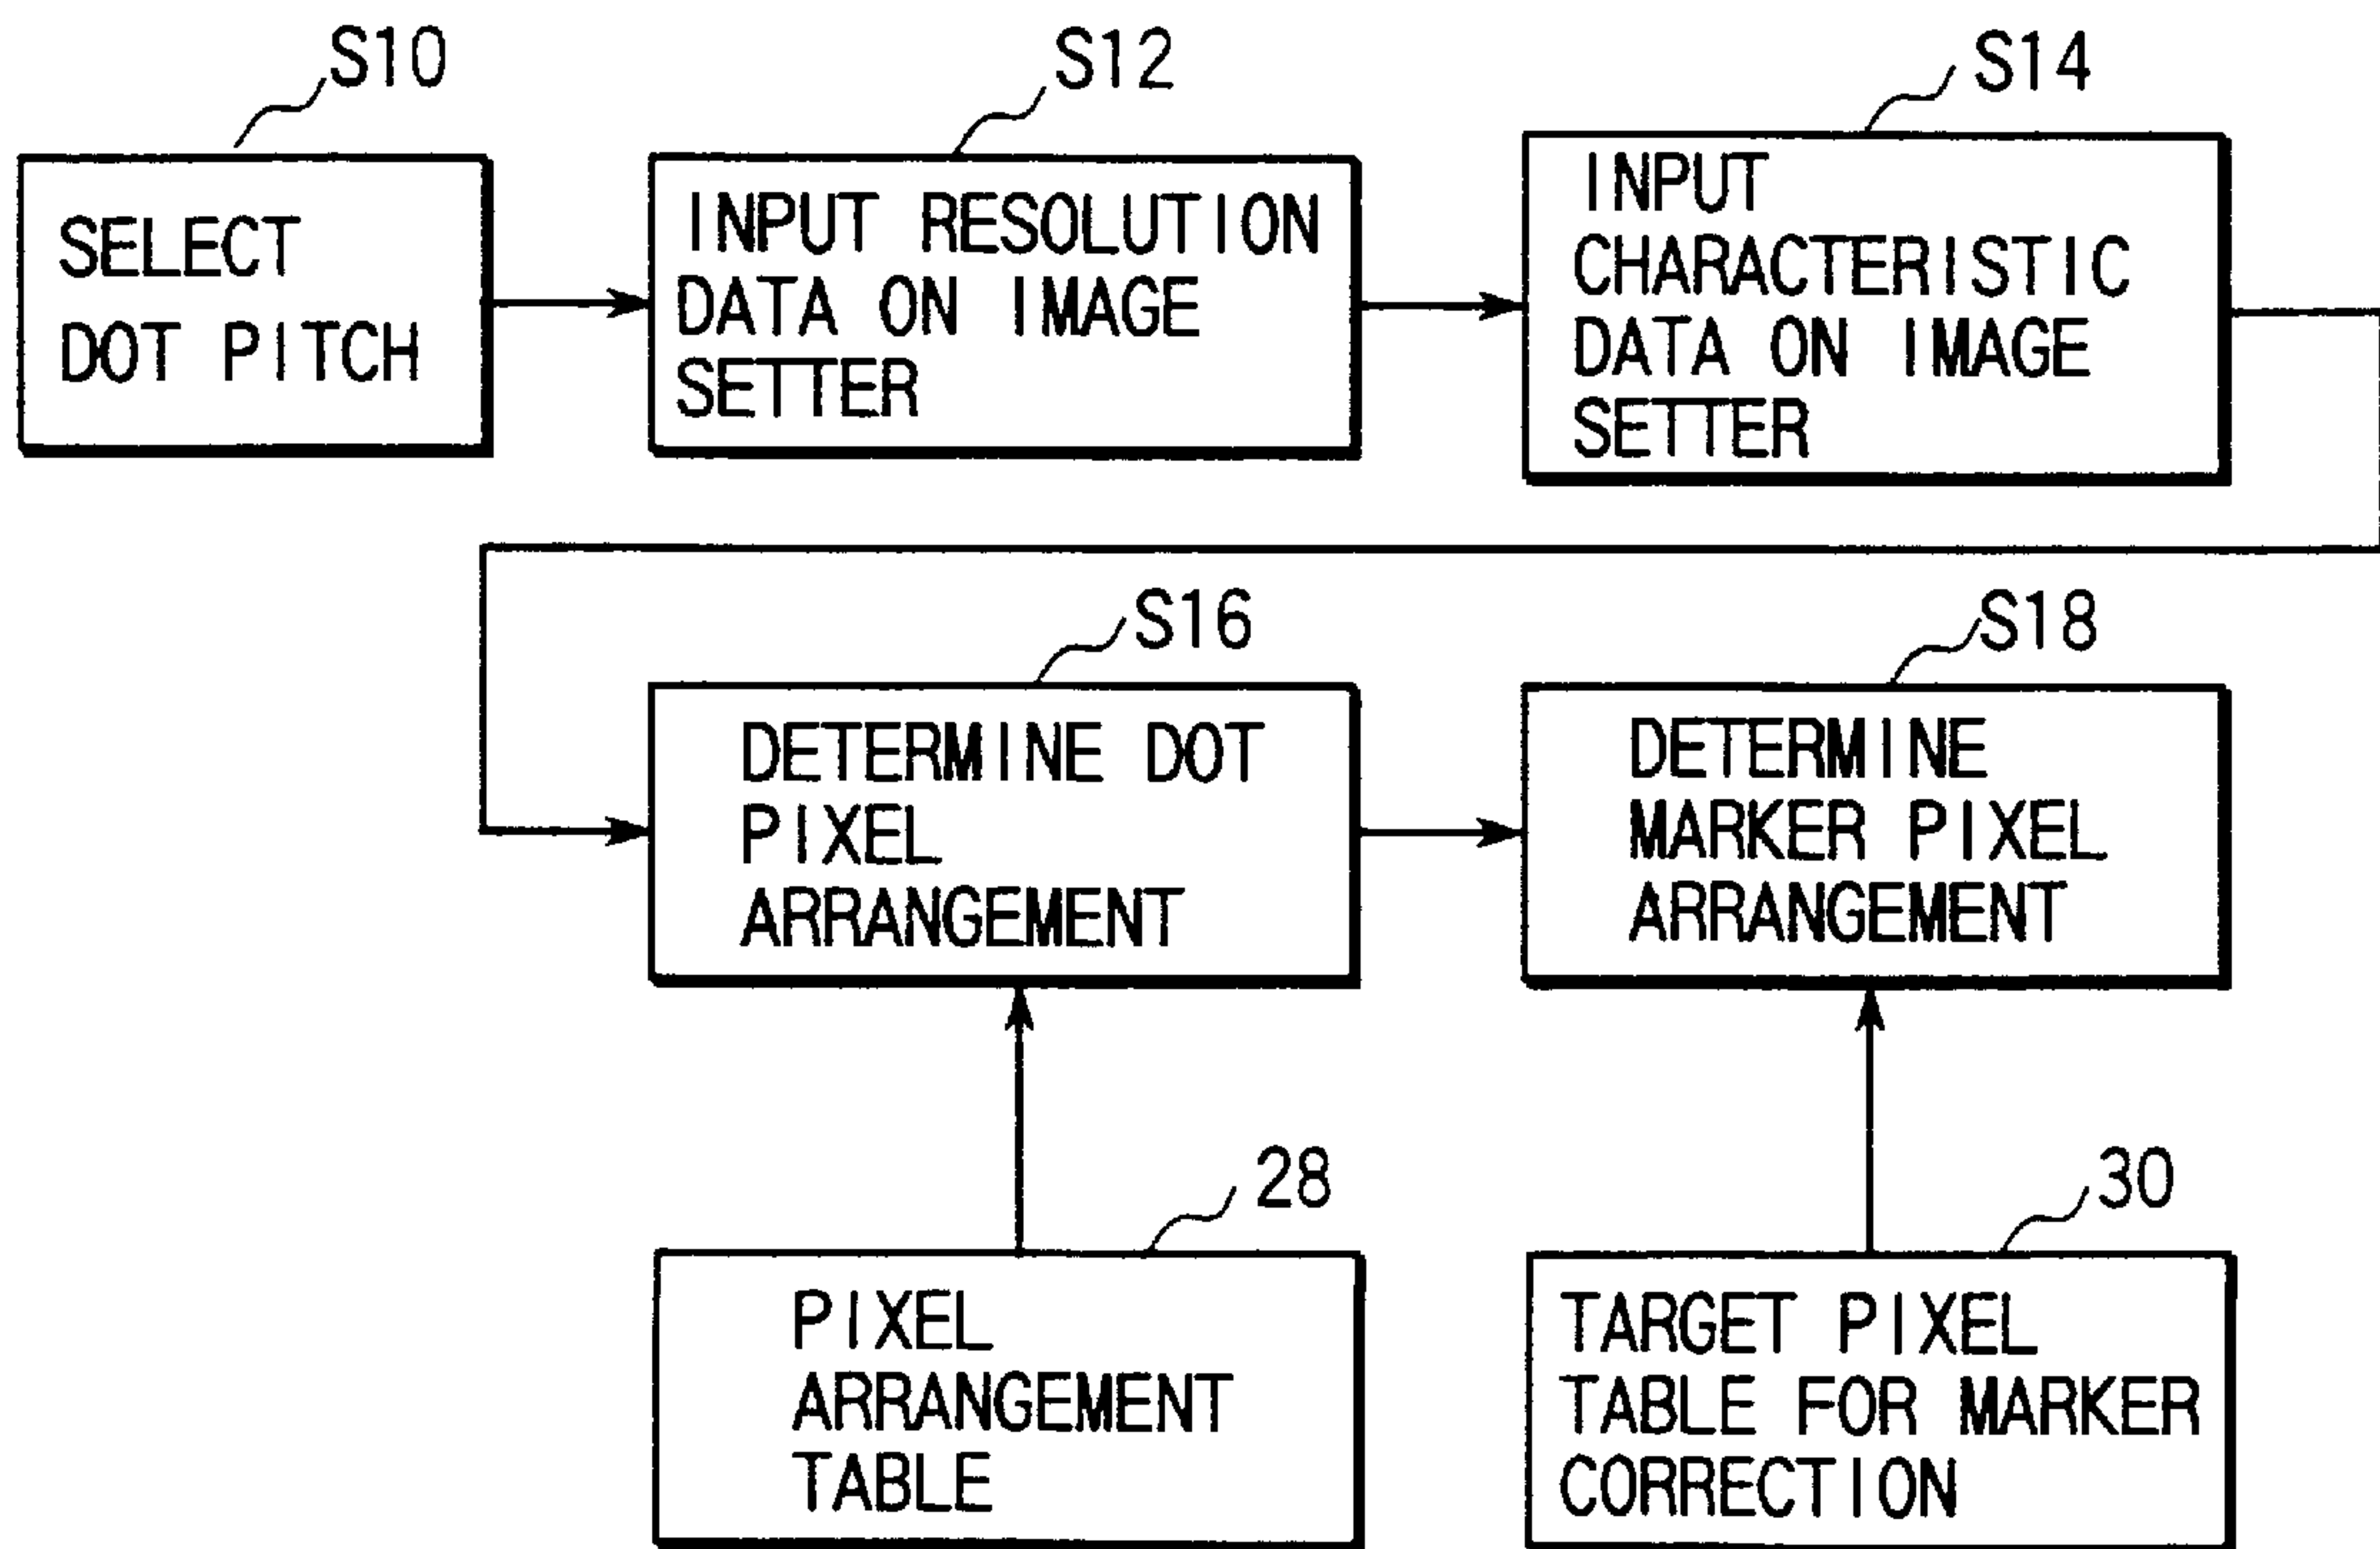 S10
SELECT
DOT PITCH
S12
INPUT RESOLUTION
DATA ON IMAGE
SETTER
S14
INPUT
CHARACTERISTIC
DATA ON IMAGE
SETTER
S16
DETERMINE DOT
PIXEL
ARRANGEMENT
S18
DETERMINE
MARKER PIXEL
ARRANGEMENT
28
PIXEL
ARRANGEMENT
TABLE
30
TARGET PIXEL
TABLE FOR MARKER
CORRECTION